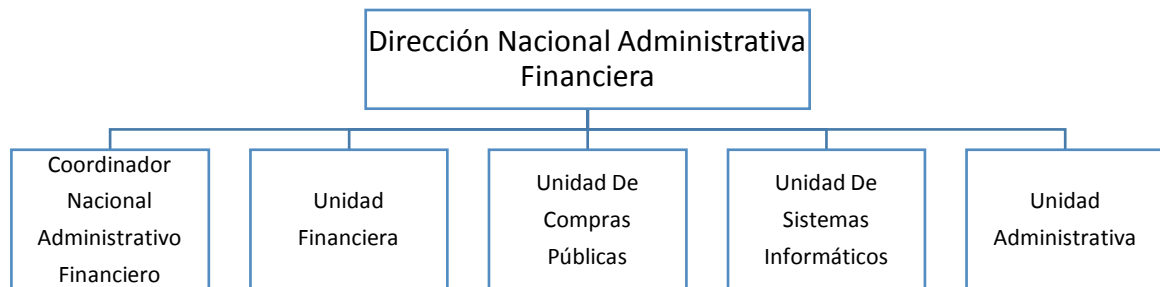 Dirección Nacional Administrativa
Financiera
Coordinador
Nacional
Administrativo
Financiero
Unidad
Financiera
Unidad De
Compras
Públicas
Unidad De
Sistemas
Informáticos
Unidad
Administrativa